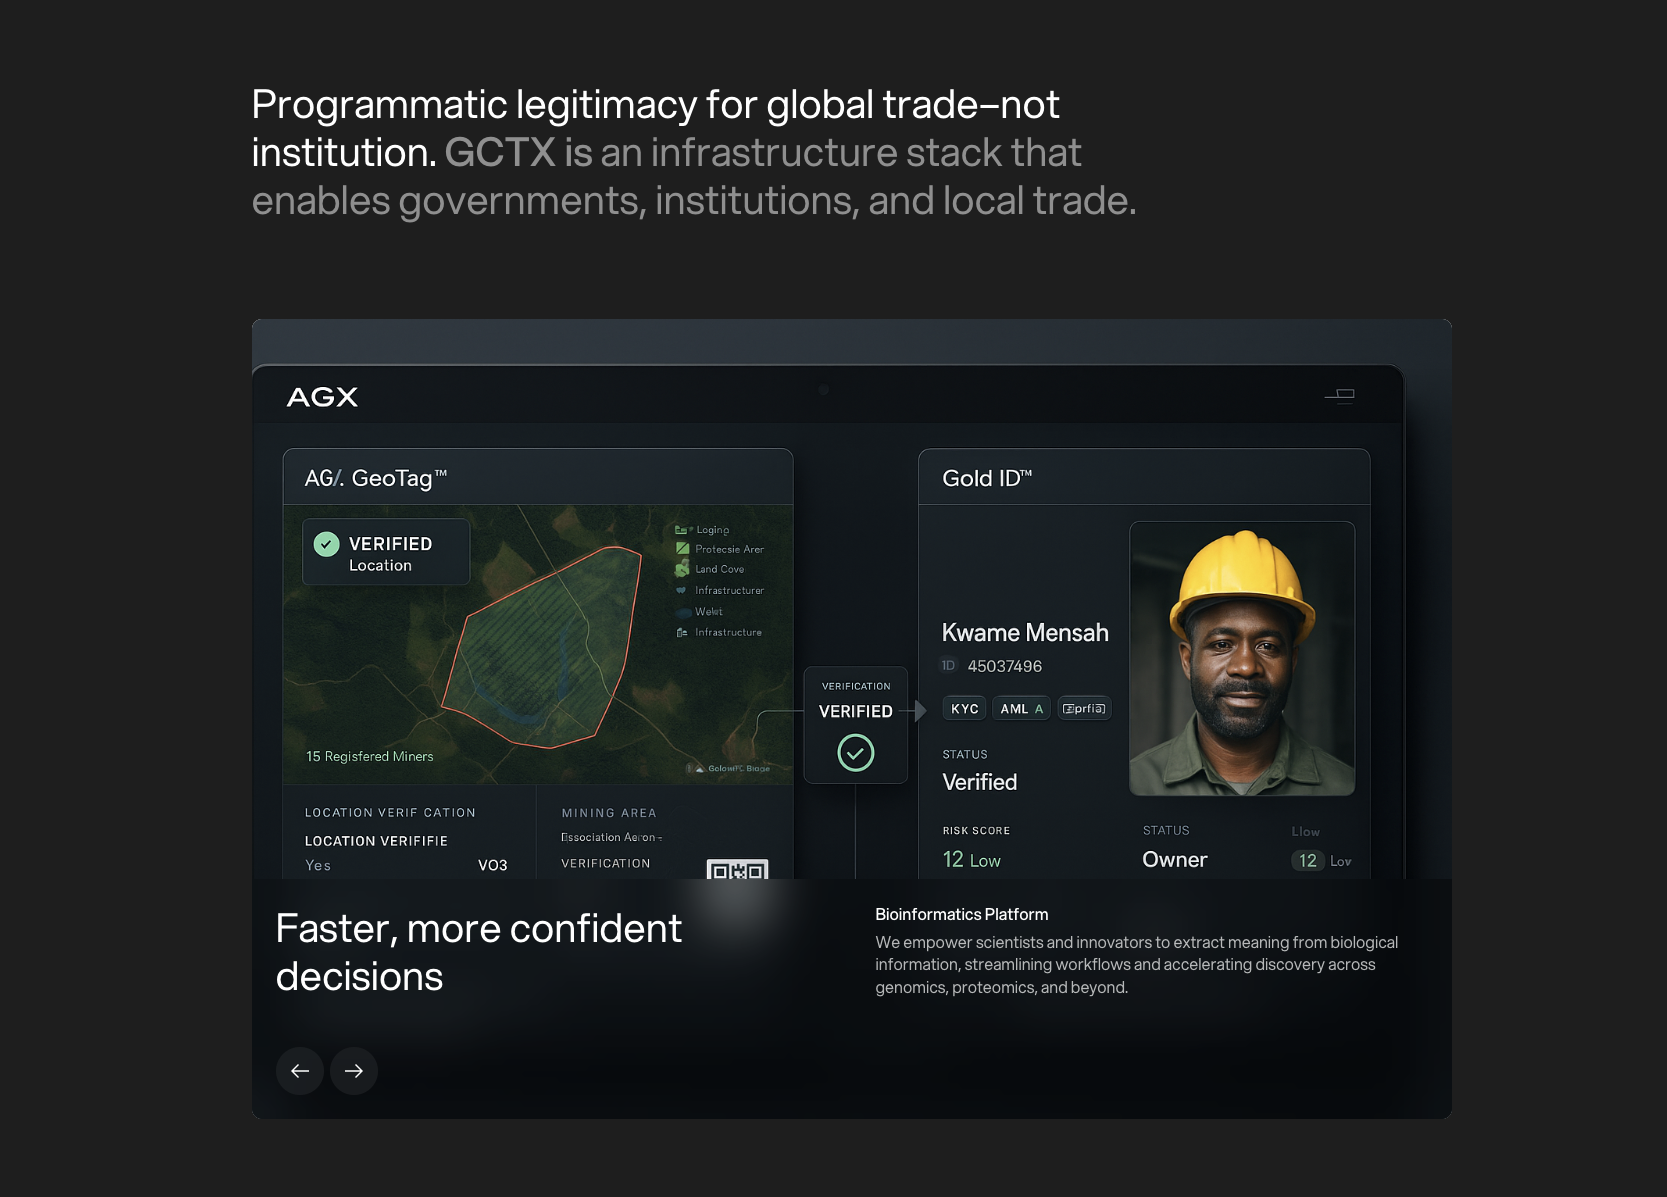 Programmatic legitimacy for global trade–not
institution. GCTX is an infrastructure stack that
enables governments, institutions, and local trade.
AGX
AG/. GeoTag™
VERIFIED
Location
Loging
Protecsie Arer
Land Cove
Infrastructurer
Infrastructure
15 Regisfered Miners
LOCATION VERIF CATION
LOCATION VERIFIFIE
Yes
VO3
MINING AREA
Essociation Aeron
VERIFICATION
VERIFICATION
VERIFIED
Gold ID™
Kwame Mensah
ID 45037496
KYC
AML A
STATUS
Verified
RISK SCORE
12 Low
STATUS
Owner
Llow
12 Lov
Faster, more confident
decisions
Bioinformatics Platform
We empower scientists and innovators to extract meaning from biological
information, streamlining workflows and accelerating discovery across
genomics, proteomics, and beyond.